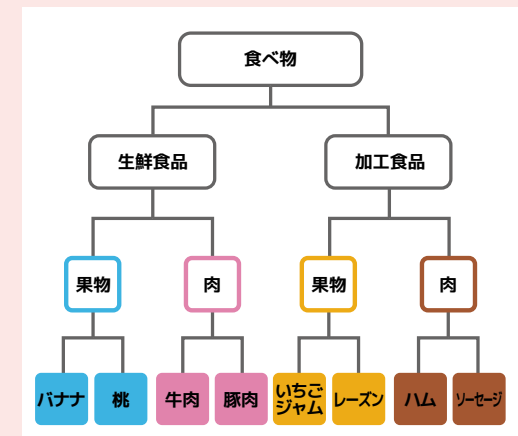 食べ物
生鮮食品
加工食品
果物
肉
果物
肉
バナナ
桃
牛肉
豚肉
いちご
ジャム
レーズン
ハム
ソーセージ